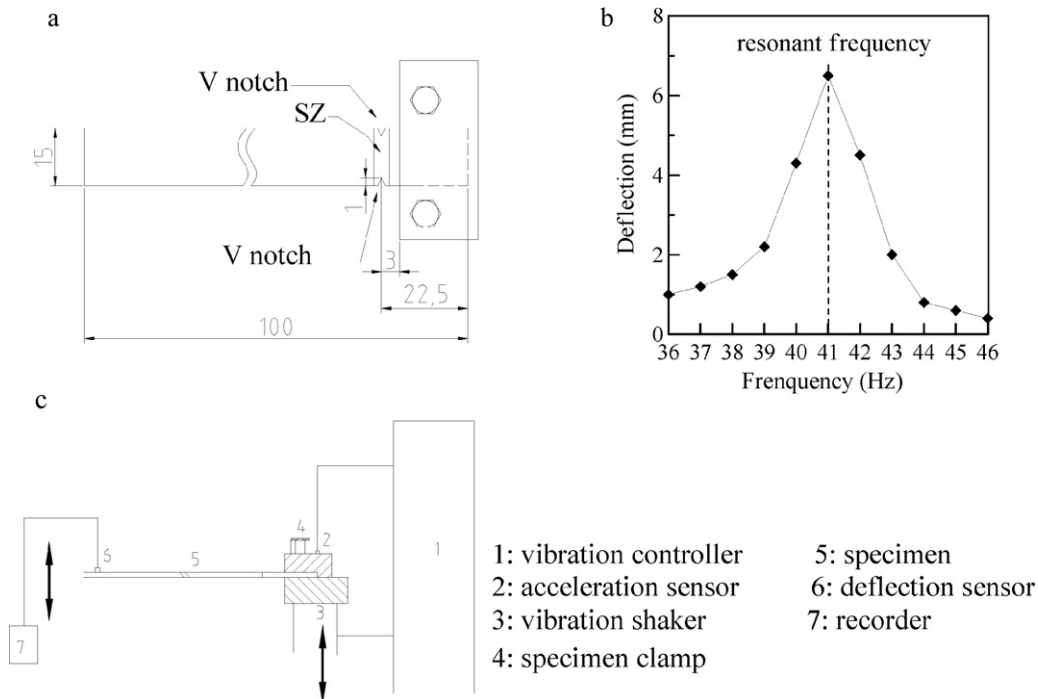 a
V notch
SZ
15
1
V notch
3
22,5
100
b
resonant frequency
Deflection (mm)
8
6
4
2
0
36 37 38 39 40 41 42 43 44 45 46
Frenquency (Hz)
c
4
2
1
6
5
3
7
1: vibration controller
2: acceleration sensor
3: vibration shaker
4: specimen clamp
5: specimen
6: deflection sensor
7: recorder